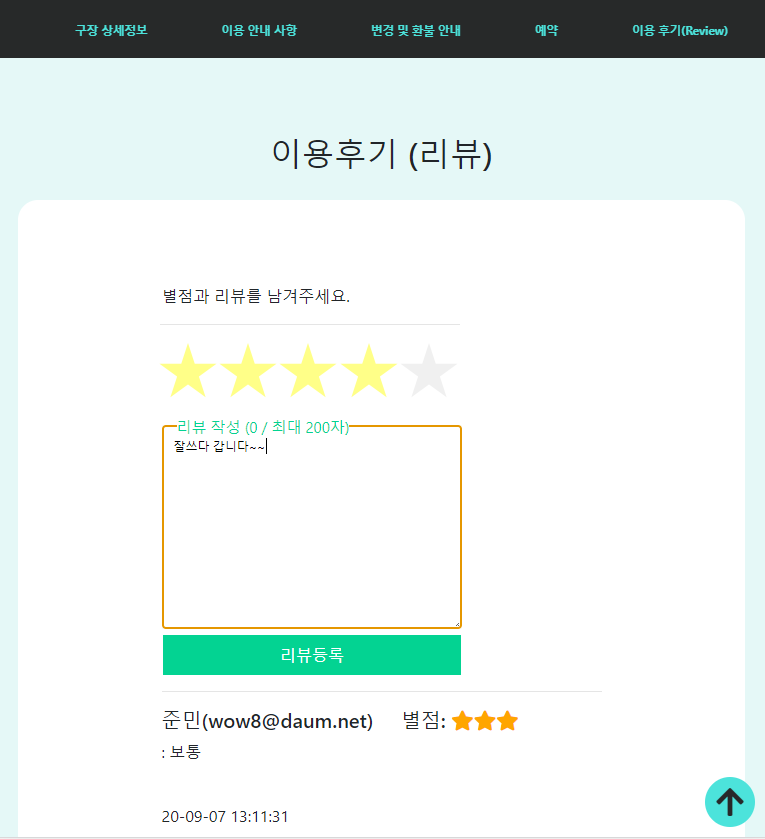 구장 상세정보 이용 안내 사항 변경 및 환불 안내 예약 이용 후기(Review)
이용후기 (리뷰)
별점과 리뷰를 남겨주세요.
리뷰 작성 (0 / 최대 200자)
잘쓰다 갑니다~~
리뷰등록
준민(wow8@daum.net) 별점:
: 보통
20-09-07 13:11:31